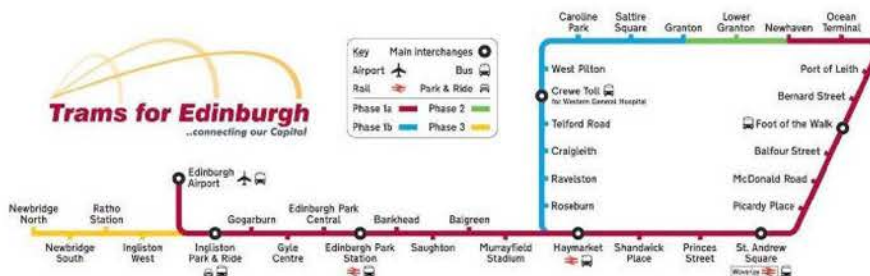 Trams for Edinburgh
..connecting our Capital
Key Main interchanges
Airport Bus
Rail Park & Ride
Phase 1a Phase 2
Phase 1b Phase 3
Caroline
Park
Saltire
Square
Granton
Lower
Granton
Newhaven
Ocean
Terminal
West Pilton
Crewe Toll
for Western General Hospital
Telford Road
Craigleith
Ravelston
Roseburn
Port of Leith
Bernard Street
Foot of the Walk
Balfour Street
McDonald Road
Picardy Place
Edinburgh
Airport
Newbridge
North
Ratho
Station
Gogarburn
Edinburgh Park
Central
Bankhead
Balgreen
Newbridge
South
Ingliston
West
Ingliston
Park & Ride
Gyle
Centre
Edinburgh Park
Station
Saughton
Murrayfield
Stadium
Haymarket
Shandwick
Place
Princes
Street
St. Andrew
Square
Waverley